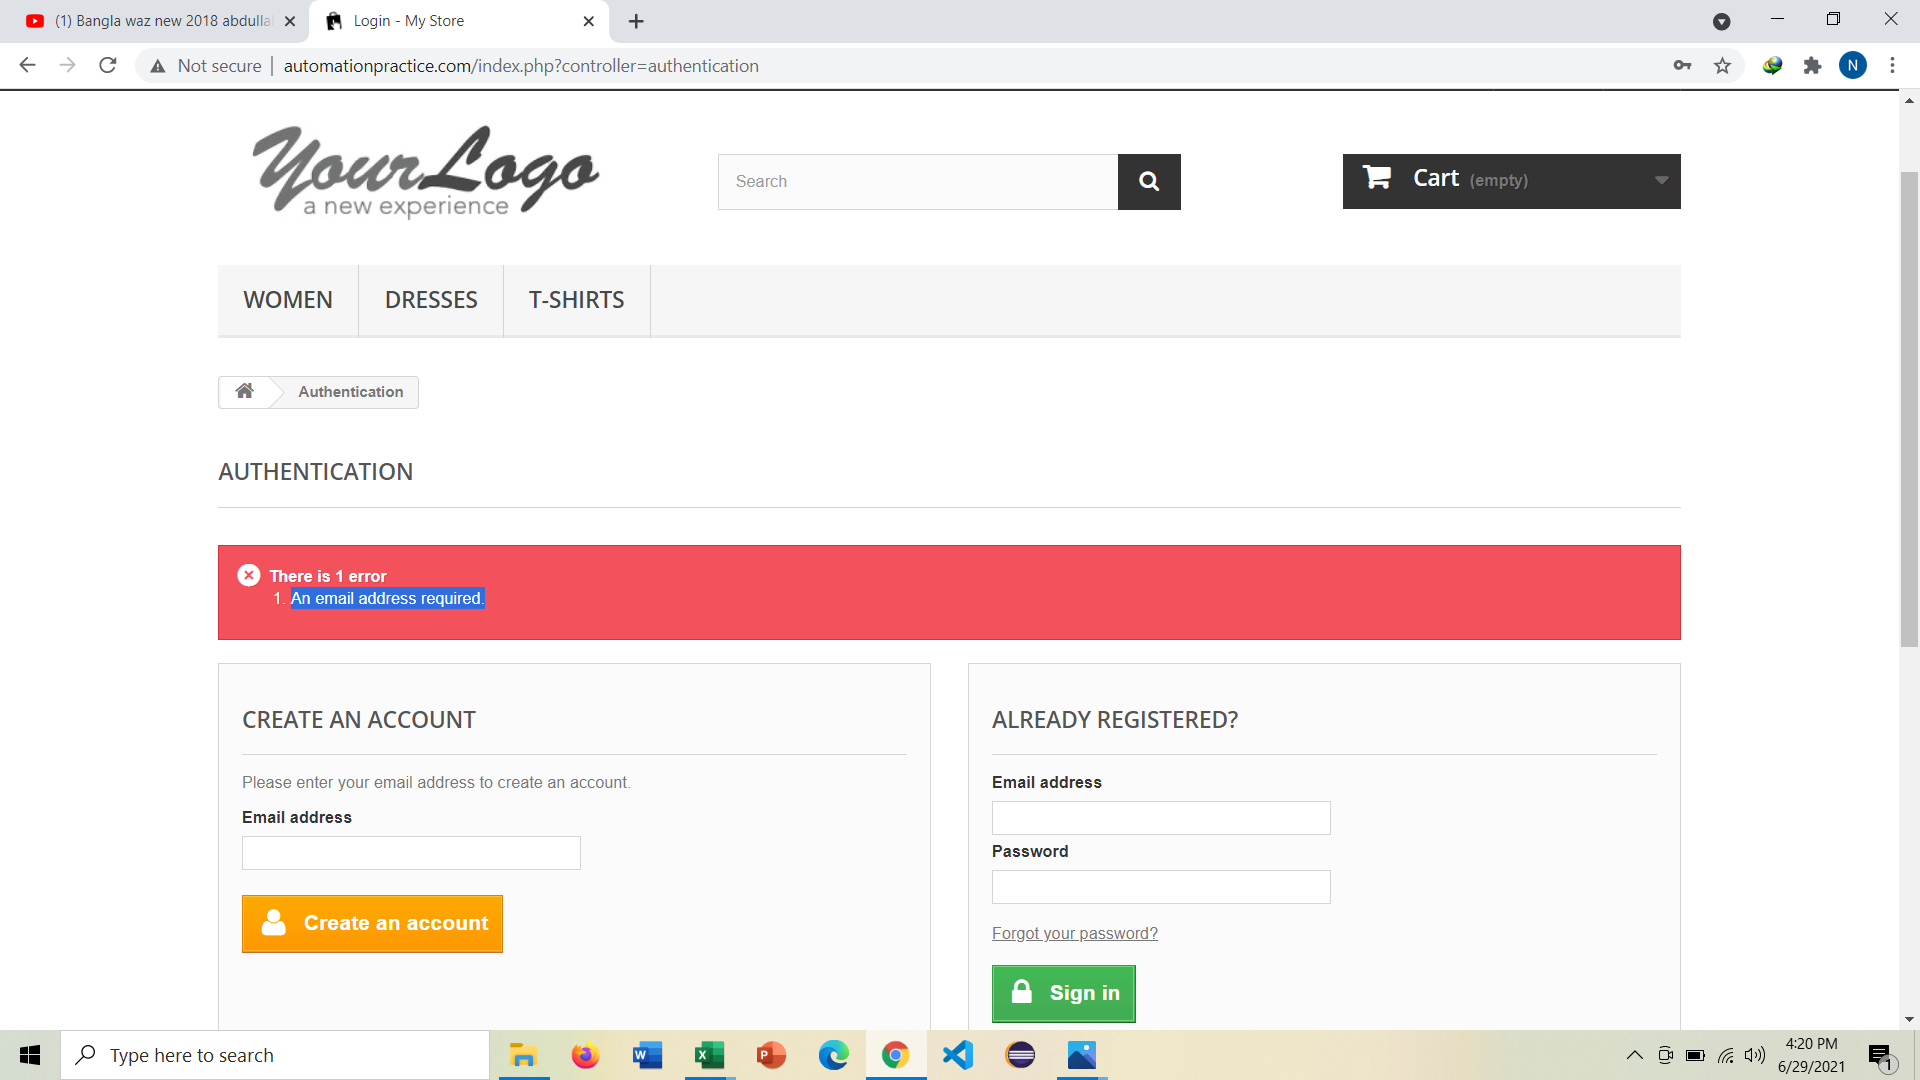 (1) Bangla waz new 2018 abdulla
Login - My Store
Not secure
automationpractice.com/index.php?controller=authentication
N
YourLogo
a new experience
Search
Cart (empty)
WOMEN
DRESSES
T-SHIRTS
Authentication
AUTHENTICATION
There is 1 error
1. An email address required.
CREATE AN ACCOUNT
Please enter your email address to create an account.
Email address
Create an account
ALREADY REGISTERED?
Email address
Password
Forgot your password?
Sign in
Type here to search
4:20 PM
6/29/2021
1